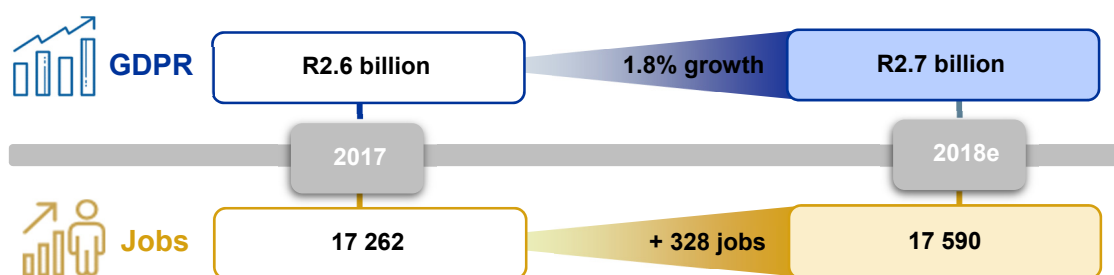 GDPR
R2.6 billion
1.8% growth
R2.7 billion
2017
2018e
Jobs
17 262
+ 328 jobs
17 590